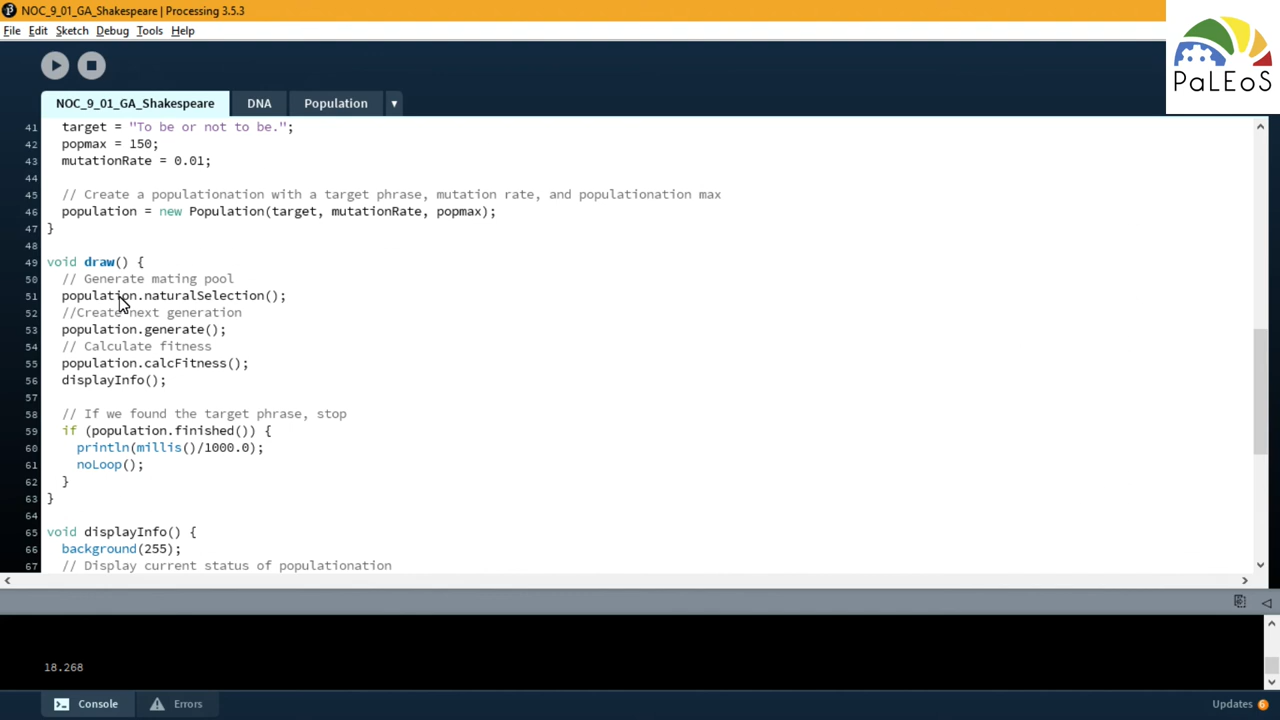 NOC_9_01_GA_Shakespeare | Processing 3.5.3
File Edit Sketch Debug Tools Help
PaLEoS
NOC_9_01_GA_Shakespeare DNA Population
41 target = "To be or not to be.";
42 popmax = 150;
43 mutationRate = 0.01;
44
45 // Create a populationation with a target phrase, mutation rate, and populationation max
46 population = new Population(target, mutationRate, popmax);
47 }
48
49 void draw() {
50 // Generate mating pool
51 population.naturalSelection();
52 //Create next generation
53 population.generate();
54 // Calculate fitness
55 population.calcFitness();
56 displayInfo();
57
58 // If we found the target phrase, stop
59 if (population.finished()) {
60 println(millis()/1000.0);
61 noLoop();
62 }
63 }
64
65 void displayInfo() {
66 background(255);
67 // Display current status of populationation
18.268
Console Errors Updates 6